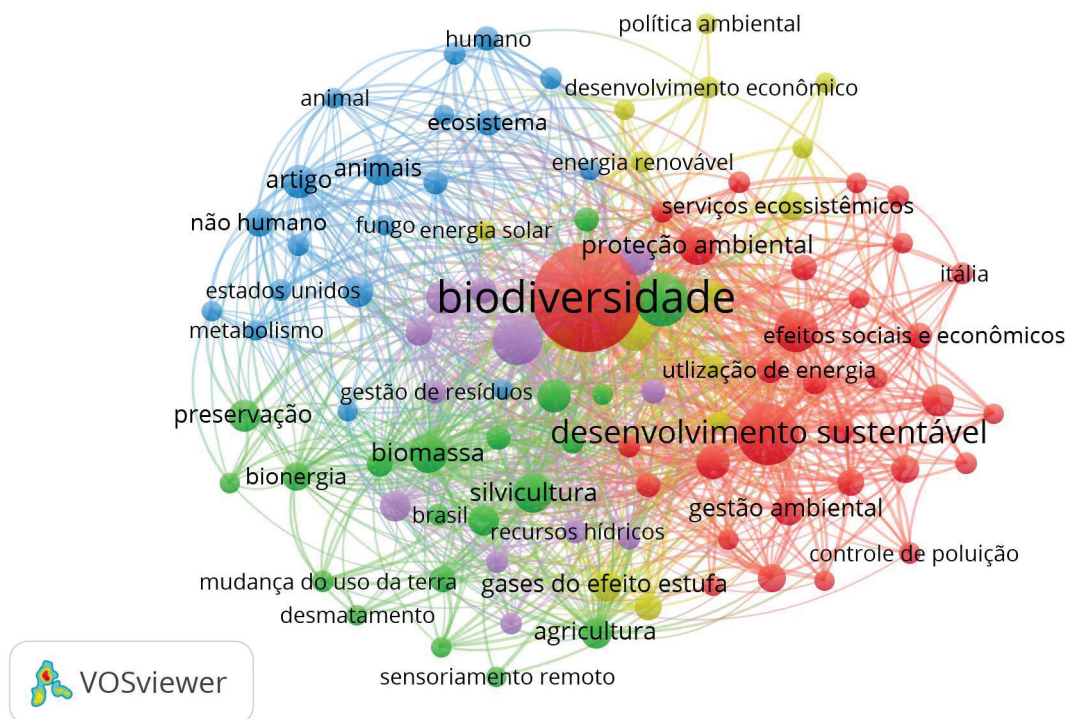 política ambiental
humano
desenvolvimento econômico
animal
ecosistema
energia renovável
animais
artigo
serviços ecossistêmicos
não humano
fungo
energia solar
proteção ambiental
itália
estados unidos
biodiversidade
metabolismo
efeitos sociais e econômicos
utlização de energia
gestão de resíduos
preservação
desenvolvimento sustentável
biomassa
bionergia
silvicultura
gestão ambiental
brasil
recursos hídricos
controle de poluição
mudança do uso da terra
gases do efeito estufa
desmatamento
agricultura
sensoriamento remoto
VOSviewer